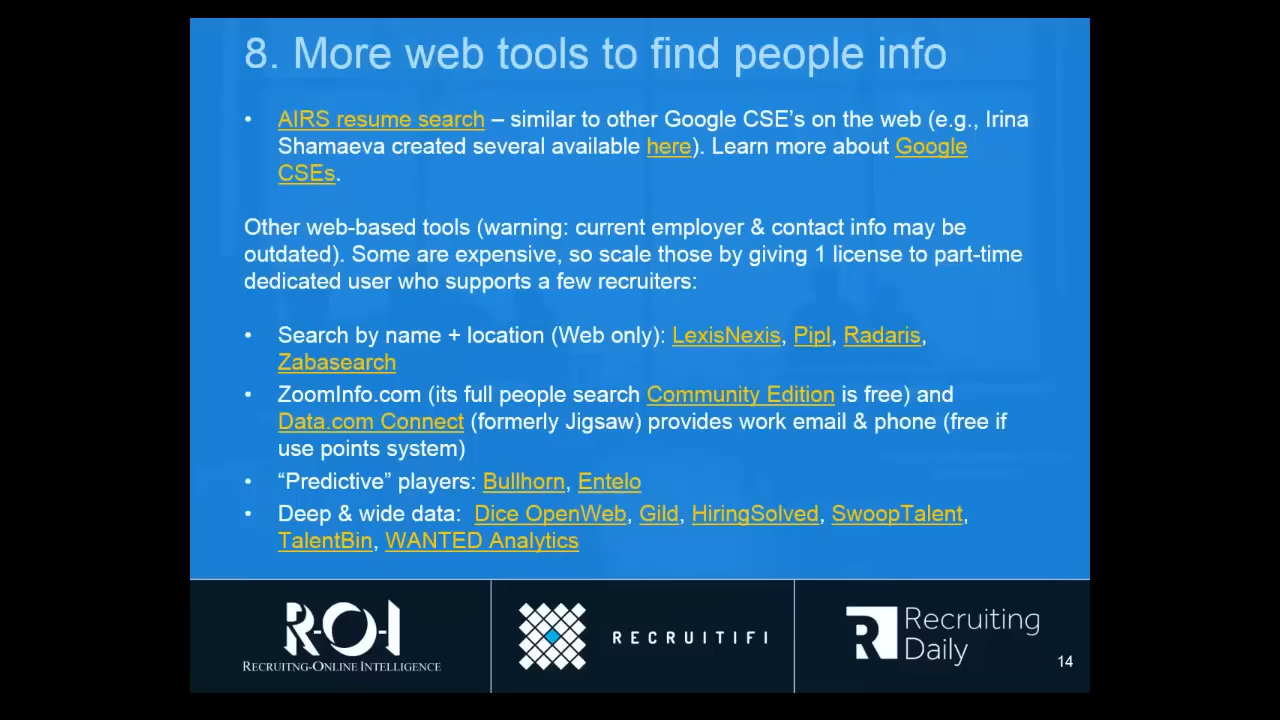 8. More web tools to find people info
• AIRS resume search – similar to other Google CSE's on the web (e.g., Irina
Shamaeva created several available here). Learn more about Google
CSEs.
Other web-based tools (warning: current employer & contact info may be
outdated). Some are expensive, so scale those by giving 1 license to part-time
dedicated user who supports a few recruiters:
• Search by name + location (Web only): LexisNexis, Pipl, Radaris,
Zabasearch
• ZoomInfo.com (its full people search Community Edition is free) and
Data.com Connect (formerly Jigsaw) provides work email & phone (free if
use points system)
• “Predictive” players: Bullhorn, Entelo
• Deep & wide data: Dice OpenWeb, Gild, HiringSolved, SwoopTalent,
TalentBin, WANTED Analytics
R-O-I
RECRUITNG-ONLINE INTELLIGENCE
RECRUITIFI
Recruiting
Daily
14